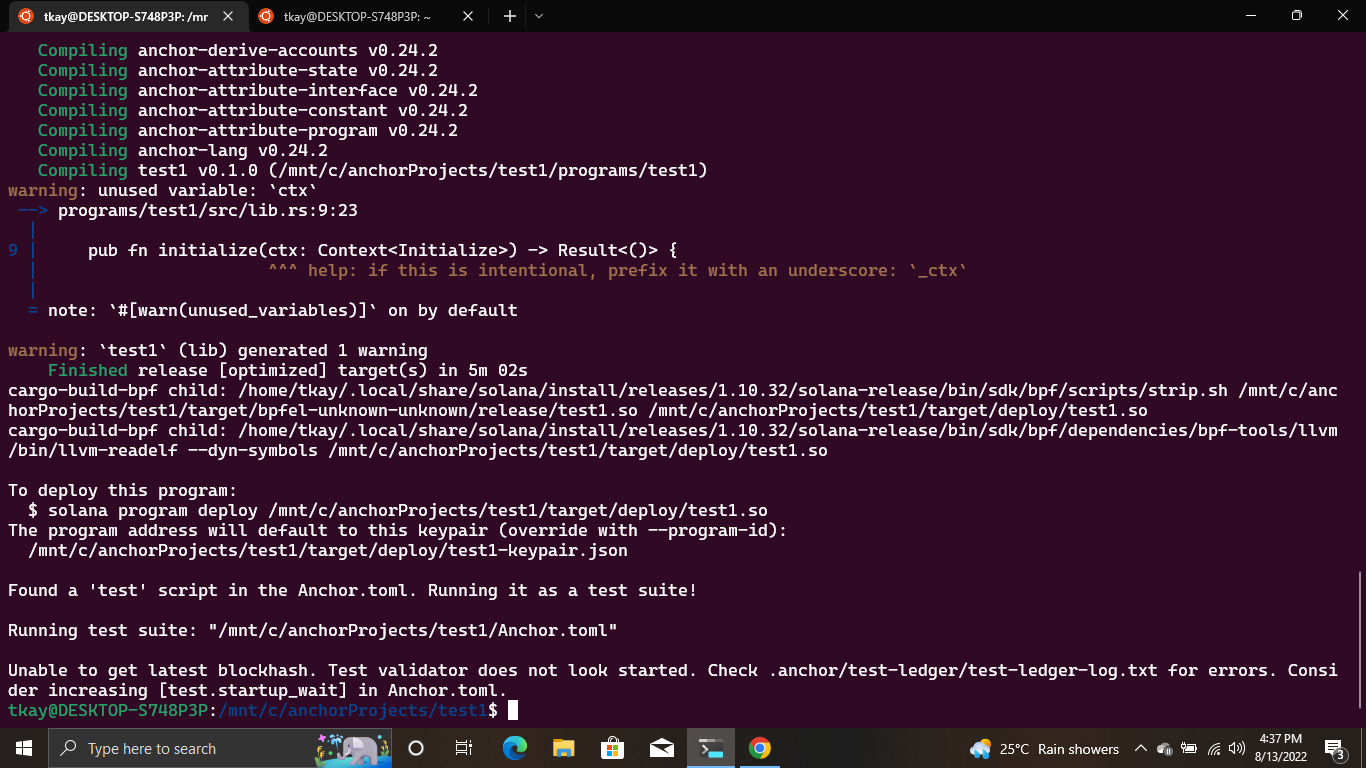 tkay@DESKTOP-S748P3P: /mr
tkay@DESKTOP-S748P3P: ~
Compiling anchor-derive-accounts v0.24.2
Compiling anchor-attribute-state v0.24.2
Compiling anchor-attribute-interface v0.24.2
Compiling anchor-attribute-constant v0.24.2
Compiling anchor-attribute-program v0.24.2
Compiling anchor-lang v0.24.2
Compiling test1 v0.1.0 (/mnt/c/anchorProjects/test1/programs/test1)
warning: unused variable: `ctx`
--> programs/test1/src/lib.rs:9:23
|
9 | pub fn initialize(ctx: Context<Initialize>) -> Result<()> {
| ^^^ help: if this is intentional, prefix it with an underscore: `_ctx`
|
= note: `#[warn(unused_variables)]` on by default
warning: `test1` (lib) generated 1 warning
Finished release [optimized] target(s) in 5m 02s
cargo-build-bpf child: /home/tkay/.local/share/solana/install/releases/1.10.32/solana-release/bin/sdk/bpf/scripts/strip.sh /mnt/c/anc
horProjects/test1/target/bpfel-unknown-unknown/release/test1.so /mnt/c/anchorProjects/test1/target/deploy/test1.so
cargo-build-bpf child: /home/tkay/.local/share/solana/install/releases/1.10.32/solana-release/bin/sdk/bpf/dependencies/bpf-tools/llvm
/bin/llvm-readelf --dyn-symbols /mnt/c/anchorProjects/test1/target/deploy/test1.so
To deploy this program:
$ solana program deploy /mnt/c/anchorProjects/test1/target/deploy/test1.so
The program address will default to this keypair (override with --program-id):
/mnt/c/anchorProjects/test1/target/deploy/test1-keypair.json
Found a 'test' script in the Anchor.toml. Running it as a test suite!
Running test suite: "/mnt/c/anchorProjects/test1/Anchor.toml"
Unable to get latest blockhash. Test validator does not look started. Check .anchor/test-ledger/test-ledger-log.txt for errors. Consi
der increasing [test.startup_wait] in Anchor.toml.
tkay@DESKTOP-S748P3P:/mnt/c/anchorProjects/test1$
Type here to search
25°C Rain showers
4:37 PM
8/13/2022
3